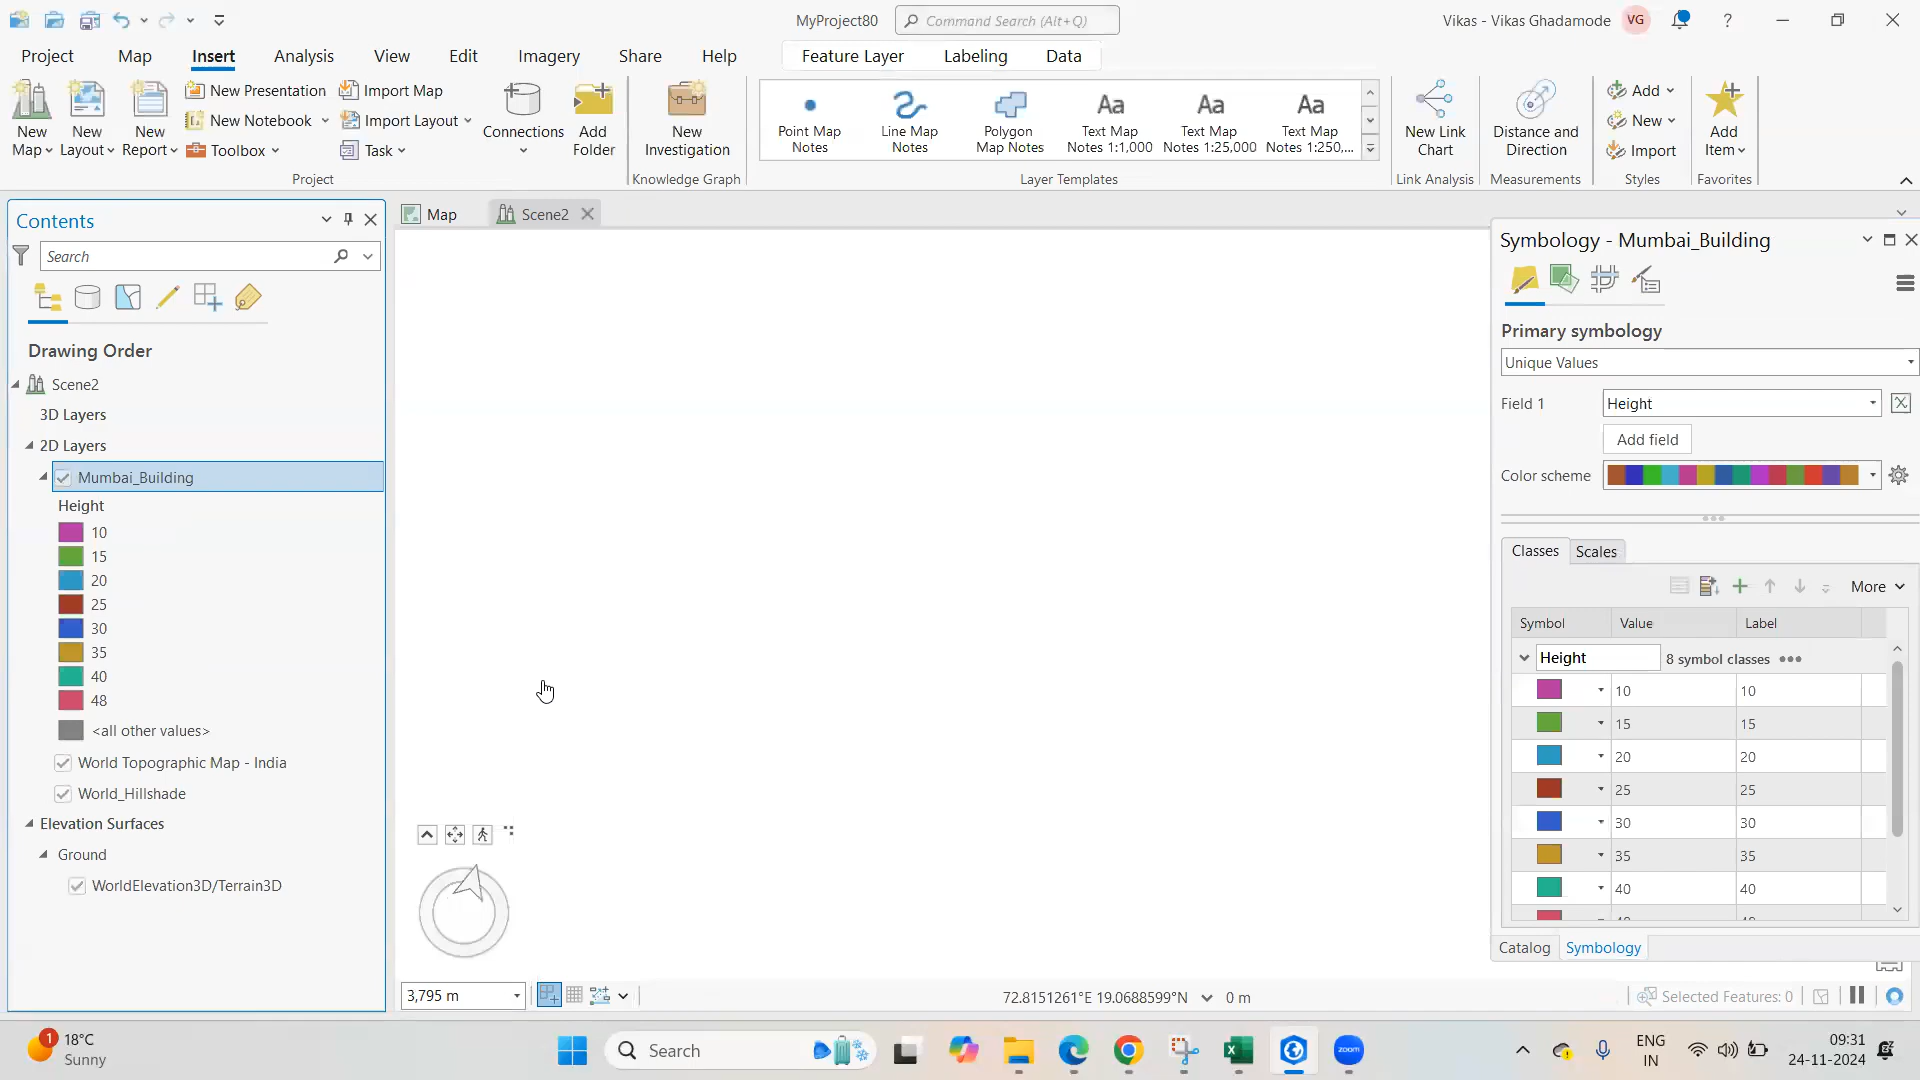 MyProject80
Command Search (Alt+Q)
Vikas - Vikas Ghadamode
VG
?
Project
Map
Insert
Analysis
View
Edit
Imagery
Share
Help
Feature Layer
Labeling
Data
New Map
New Layout
New Report
New Presentation
New Notebook
Toolbox
Import Map
Import Layout
Task
Connections
Add Folder
Project
New Investigation
Knowledge Graph
Point Map Notes
Line Map Notes
Polygon Map Notes
Aa
Text Map Notes 1:1,000
Aa
Text Map Notes 1:25,000
Aa
Text Map Notes 1:250,...
Layer Templates
New Link Chart
Link Analysis
Distance and Direction
Measurements
Add
New
Import
Styles
Add Item
Favorites
Contents
Search
Drawing Order
Scene2
3D Layers
2D Layers
Mumbai_Building
Height
10
15
20
25
30
35
40
48
<all other values>
World Topographic Map - India
World_Hillshade
Elevation Surfaces
Ground
WorldElevation3D/Terrain3D
Map
Scene2
3,795 m
72.8151261°E 19.0688599°N
0 m
Selected Features: 0
Symbology - Mumbai_Building
Primary symbology
Unique Values
Field 1
Height
Add field
Color scheme
Classes
Scales
More
Symbol
Value
Label
Height
8 symbol classes
10 10
15 15
20 20
25 25
30 30
35 35
40 40
Catalog
Symbology
1
18°C
Sunny
Search
zoom
ENG
IN
09:31
24-11-2024